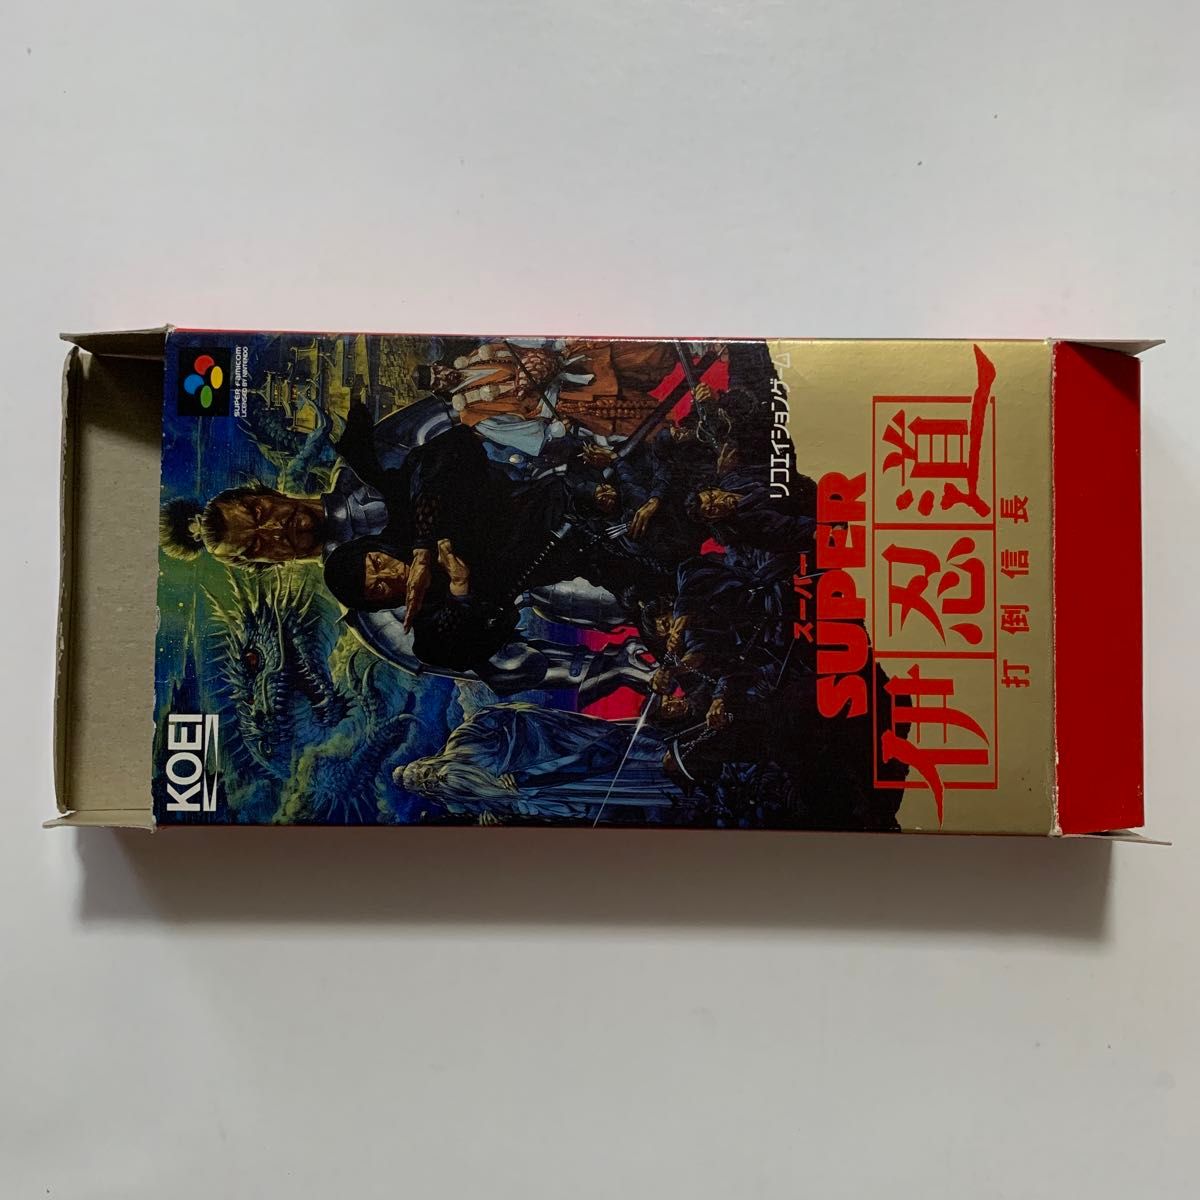 KOEI
SUPER FAMICOM
LICENSED BY NINTENDO
リコエイションゲーム
スーパー
SUPER
伊忍道
打倒信長